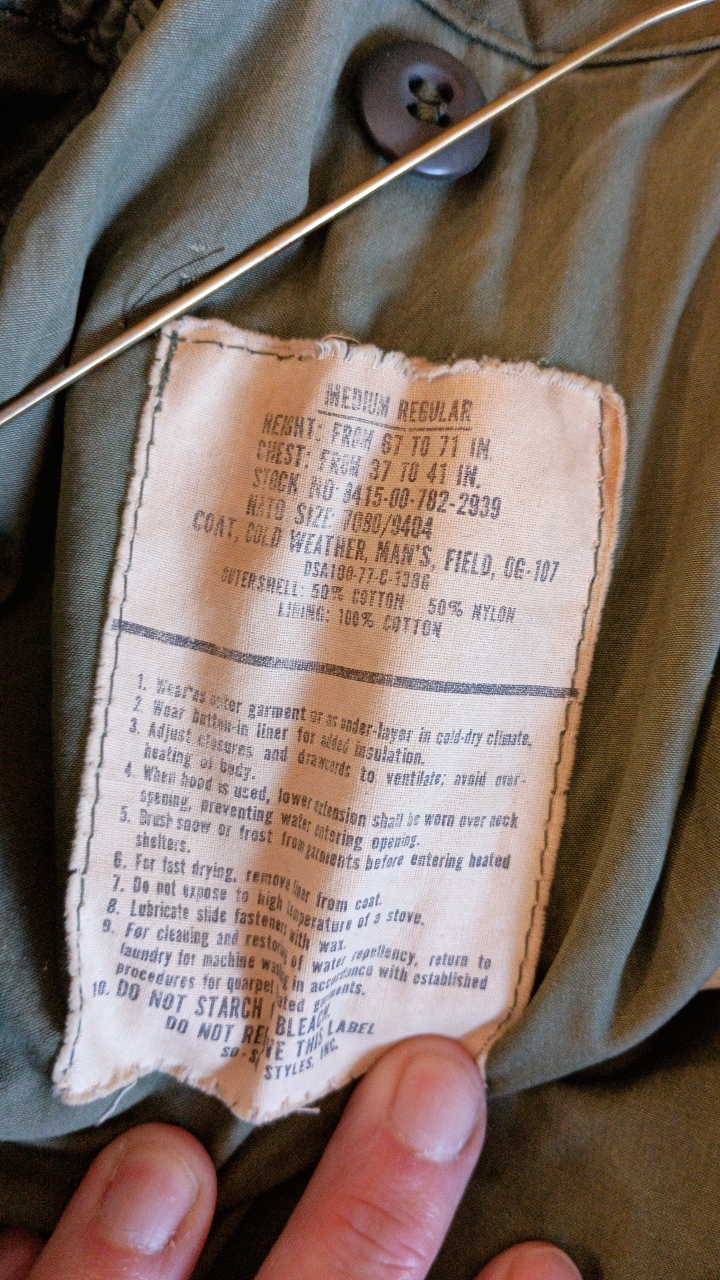 MEDIUM REGULAR
HEIGHT: FROM 67 TO 71 IN.
CHEST: FROM 37 TO 41 IN.
STOCK NO. 8415-00-782-2939
NATO SIZE: 7080/9404
COAT, COLD WEATHER, MAN'S, FIELD, OG-107
DSA100-77-C-
OUTERSHELL: 50% COTTON 50% NYLON
LINING: 100% COTTON
1. Wear as outer garment or as under-layer in cold-dry climate.
2. Wear button-in liner for added insulation.
3. Adjust closures and drawcords to ventilate; avoid over-
heating of body.
4. When hood is used, lower extension shall be worn over neck
opening, preventing water entering opening.
5. Brush snow or frost from garments before entering heated
shelters.
6. For fast drying, remove liner from coat.
7. Do not expose to high temperature of a stove.
8. Lubricate slide fasteners with wax.
9. For cleaning and of water repellency, return to
laundry for machine in accordance with established
procedures for quarpel garments.
10. DO NOT STARCH BLEACH.
DO NOT THIS LABEL
STYLES, INC.